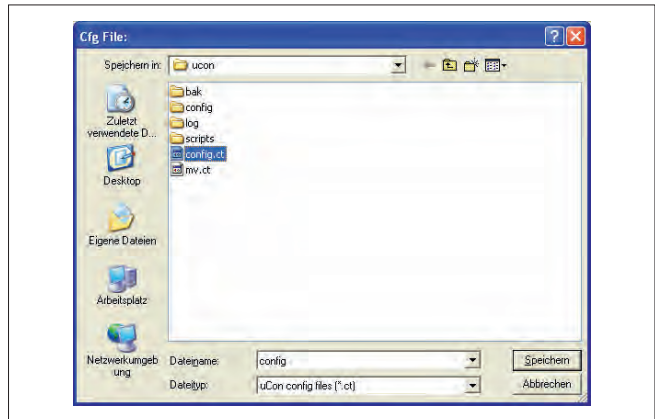 Cfg File:
Speichern in:
ucon
bak
config
log
scripts
config.ct
mv.ct
Zuletzt
verwendete D...
Desktop
Eigene Dateien
Arbeitsplatz
Netzwerkumgeb
ung
Dateiname:
config
Speichern
Dateityp:
uCon config files (*.ct)
Abbrechen